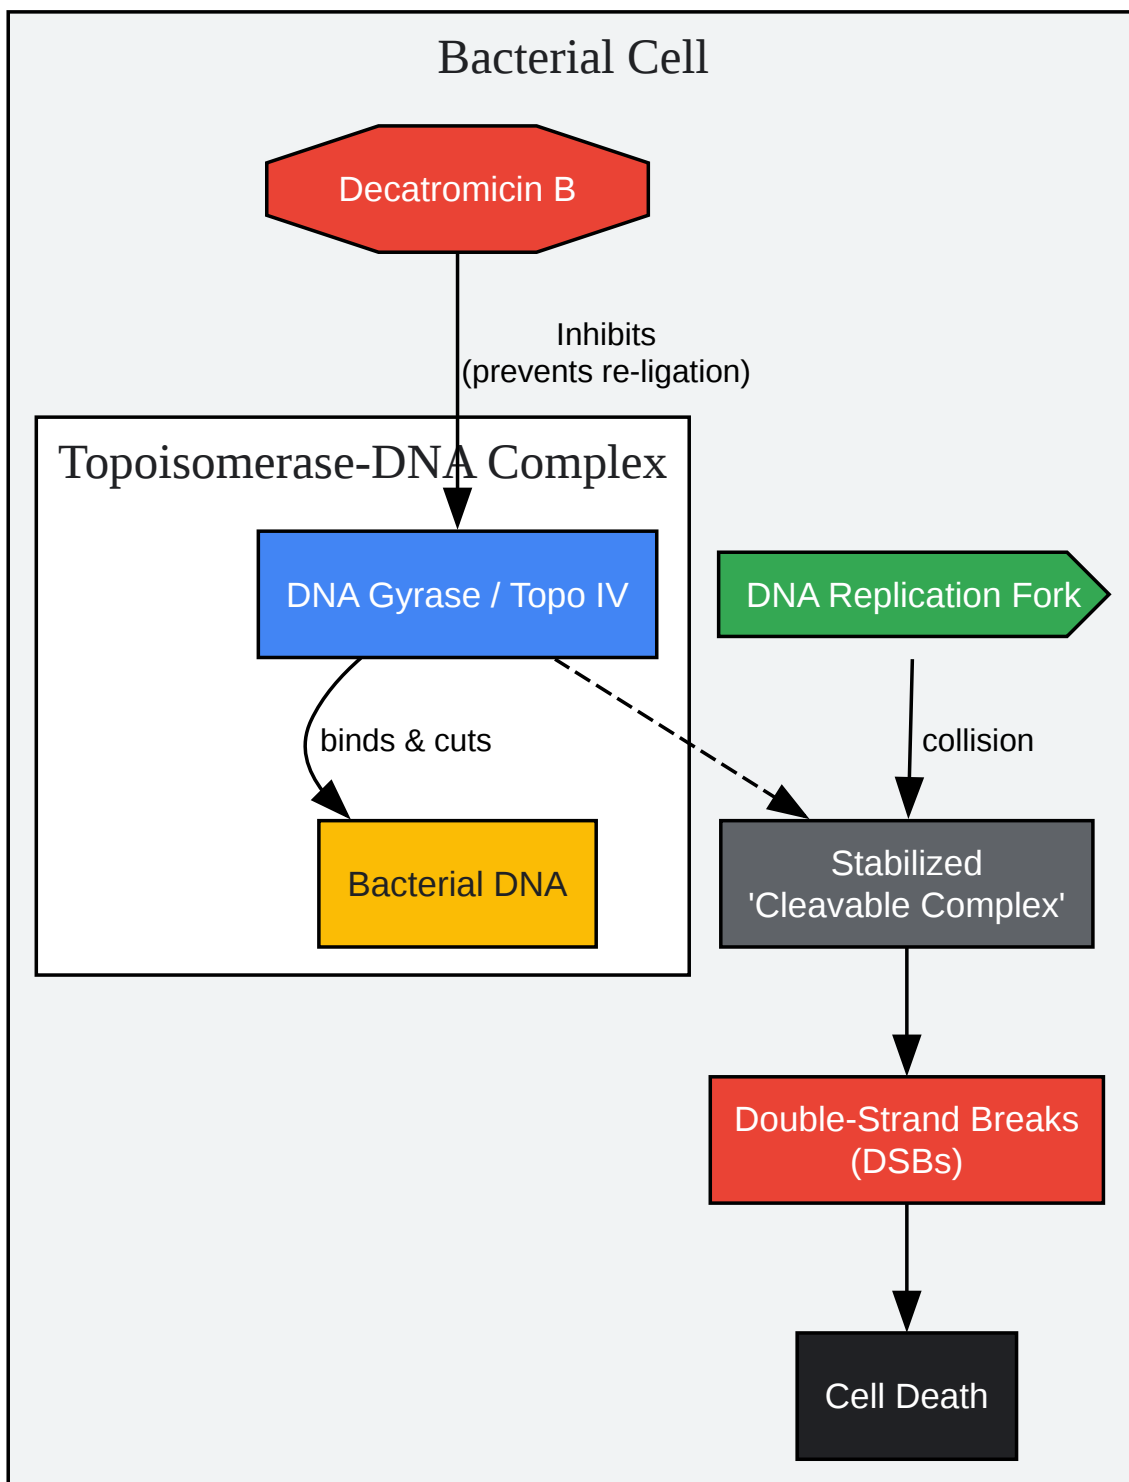 Bacterial Cell
Decatromicin B
Inhibits
(prevents re-ligation)
Topoisomerase-DNA Complex
DNA Gyrase / Topo IV
DNA Replication Fork
binds & cuts
collision
Bacterial DNA
Stabilized
'Cleavable Complex'
Double-Strand Breaks
(DSBs)
Cell Death